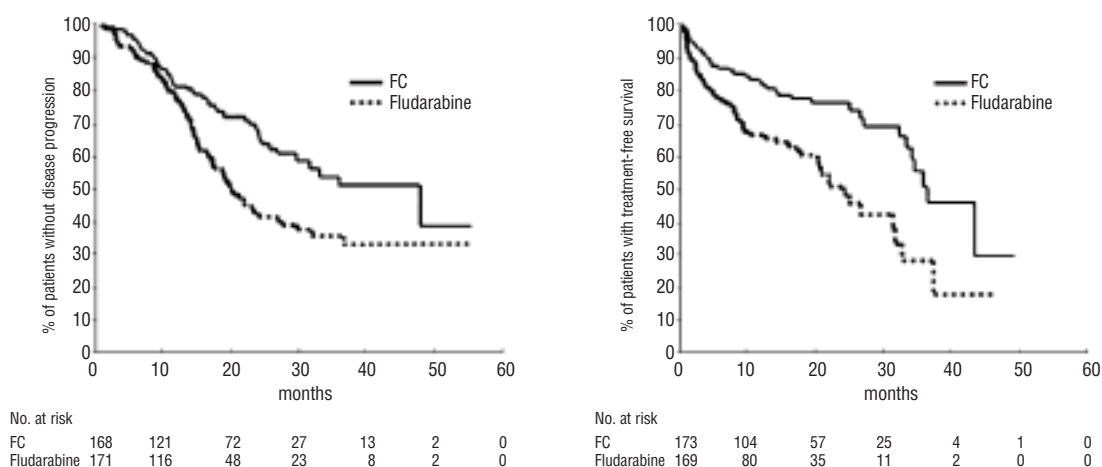 % of patients without disease progression
100
90
80
70
60
50
40
30
20
10
0
FC
Fludarabine
0 10 20 30 40 50 60
months
No. at risk
FC 168 121 72 27 13 2 0
Fludarabine 171 116 48 23 8 2 0
% of patients with treatment-free survival
100
90
80
70
60
50
40
30
20
10
0
FC
Fludarabine
0 10 20 30 40 50 60
months
No. at risk
FC 173 104 57 25 4 1 0
Fludarabine 169 80 35 11 2 0 0